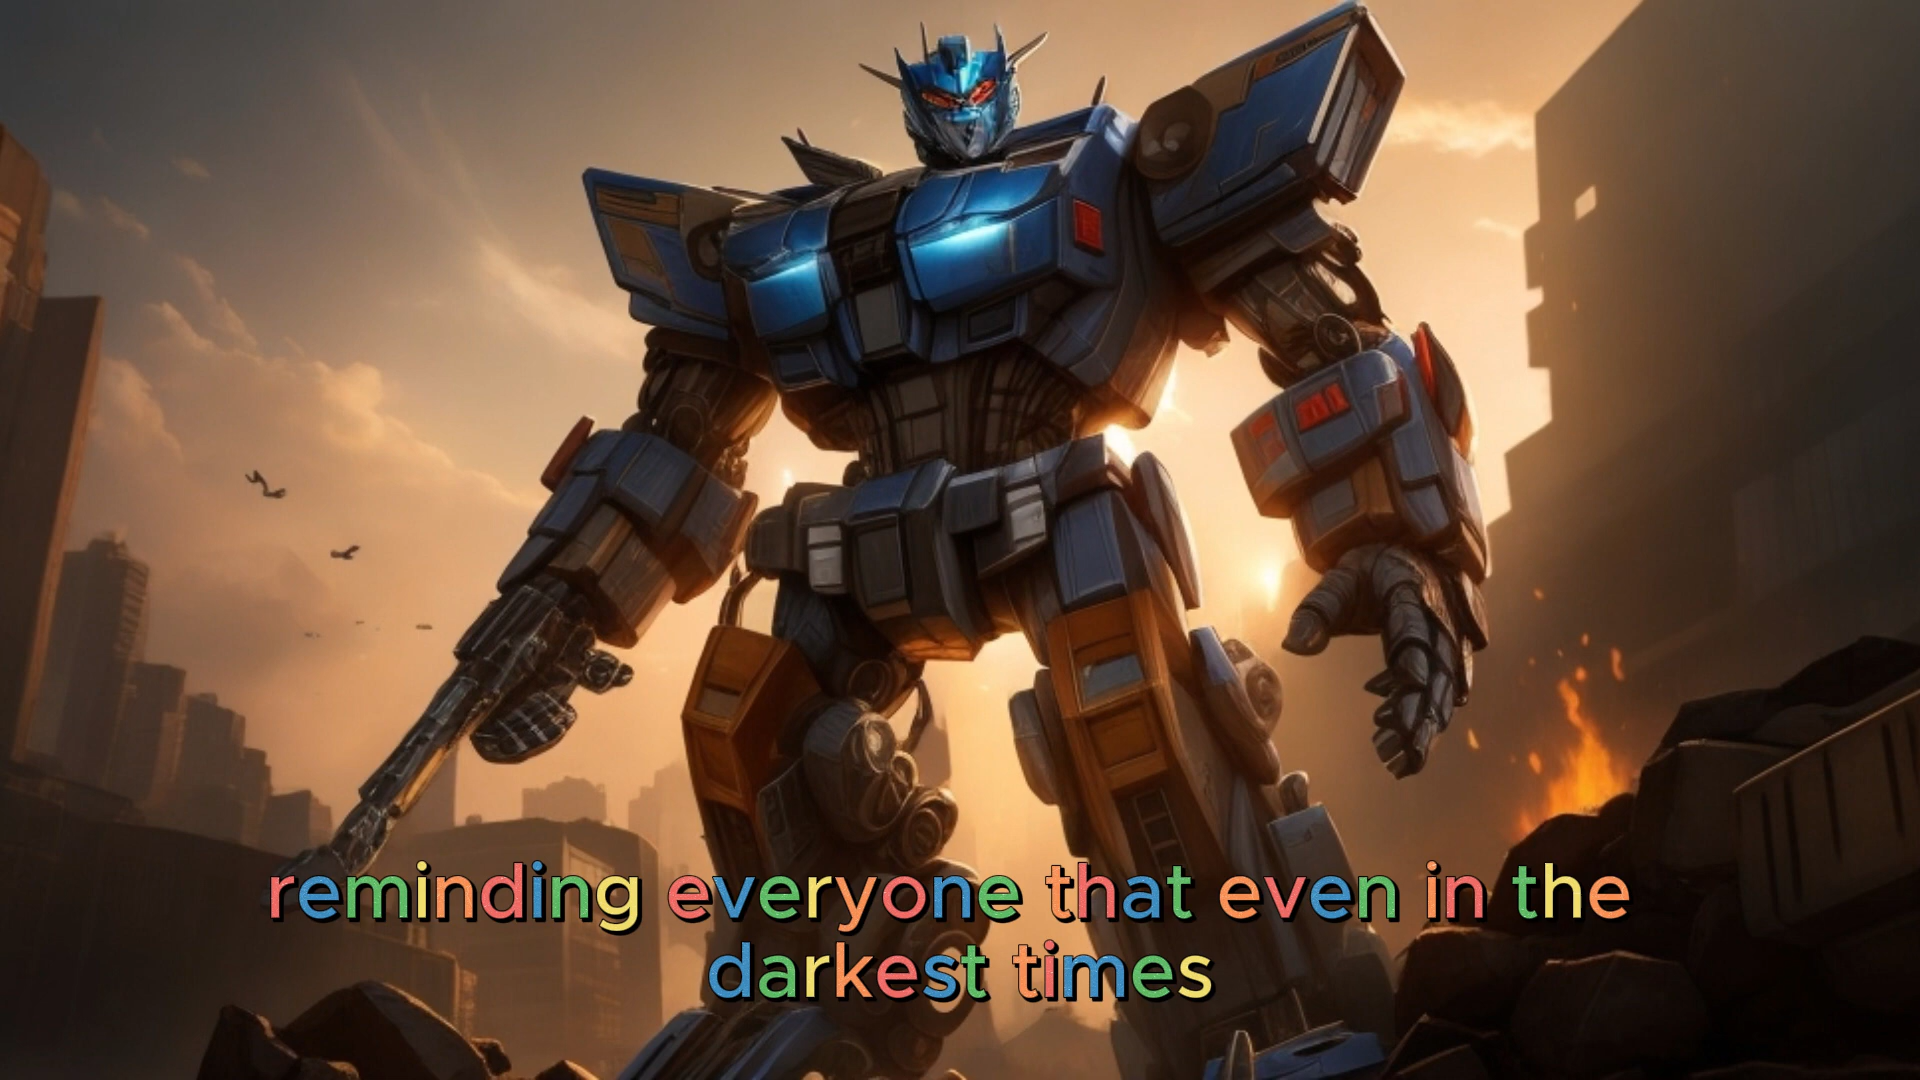 reminding everyone that even in the
darkest times